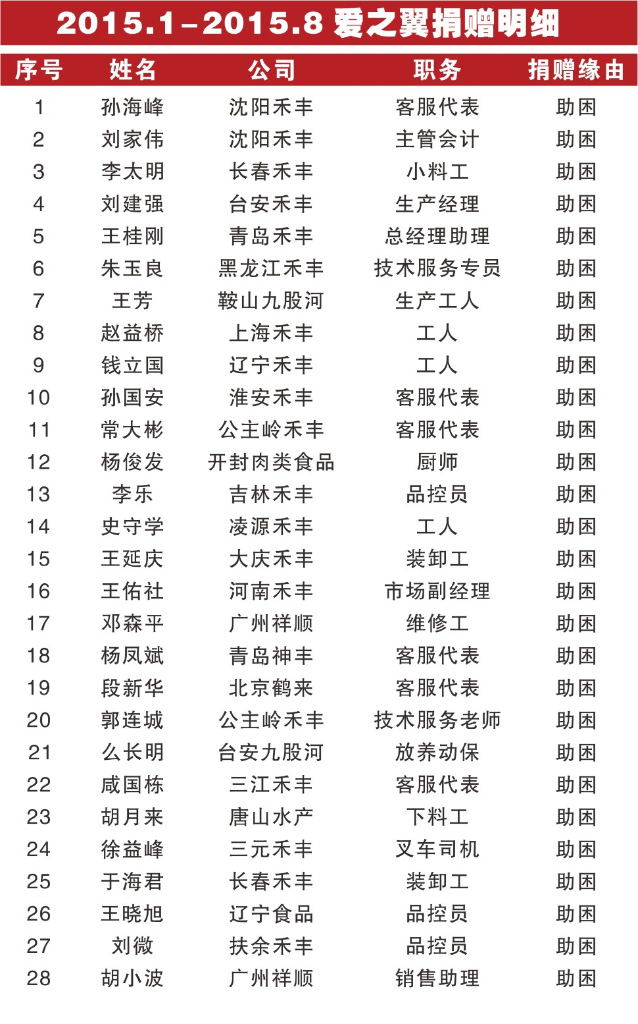 2015.1-2015.8 爱之翼捐赠明细
序号 姓名 公司 职务 捐赠缘由
1 孙海峰 沈阳禾丰 客服代表 助困
2 刘家伟 沈阳禾丰 主管会计 助困
3 李太明 长春禾丰 小料工 助困
4 刘建强 台安禾丰 生产经理 助困
5 王桂刚 青岛禾丰 总经理助理 助困
6 朱玉良 黑龙江禾丰 技术服务专员 助困
7 王芳 鞍山九股河 生产工人 助困
8 赵益桥 上海禾丰 工人 助困
9 钱立国 辽宁禾丰 工人 助困
10 孙国安 淮安禾丰 客服代表 助困
11 常大彬 公主岭禾丰 客服代表 助困
12 杨俊发 开封肉类食品 厨师 助困
13 李乐 吉林禾丰 品控员 助困
14 史守学 凌源禾丰 工人 助困
15 王延庆 大庆禾丰 装卸工 助困
16 王佑社 河南禾丰 市场副经理 助困
17 邓森平 广州祥顺 维修工 助困
18 杨凤斌 青岛神丰 客服代表 助困
19 段新华 北京鹤来 客服代表 助困
20 郭连城 公主岭禾丰 技术服务老师 助困
21 么长明 台安九股河 放养动保 助困
22 咸国栋 三江禾丰 客服代表 助困
23 胡月来 唐山水产 下料工 助困
24 徐益峰 三元禾丰 叉车司机 助困
25 于海君 长春禾丰 装卸工 助困
26 王晓旭 辽宁食品 品控员 助困
27 刘微 扶余禾丰 品控员 助困
28 胡小波 广州祥顺 销售助理 助困